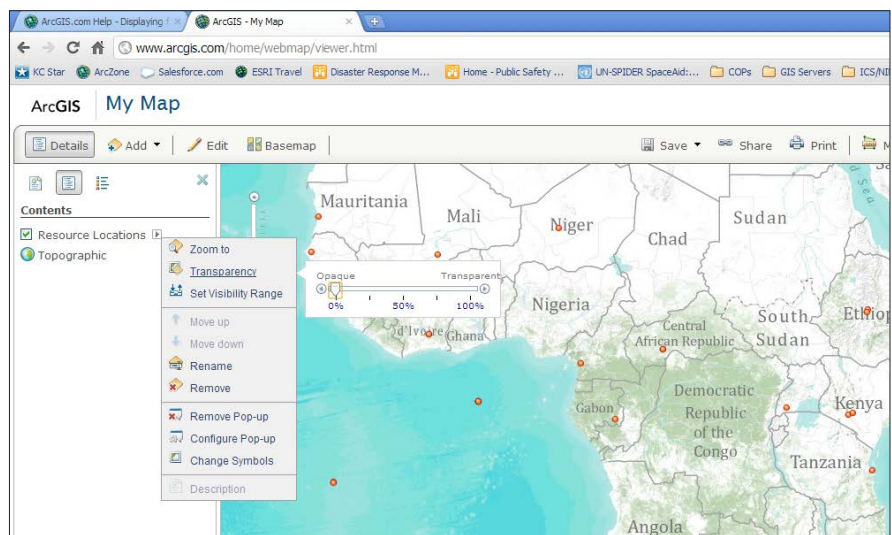 ArcGIS.com Help - Displaying f
ArcGIS - My Map
www.arcgis.com/home/webmap/viewer.html
KC Star ArcZone Salesforce.com ESRI Travel Disaster Response M... Home - Public Safety ... UN-SPIDER SpaceAid:... COPs GIS Servers ICS/NI
ArcGIS My Map
Details Add Edit Basemap Save Share Print M
Contents
Resource Locations
Topographic
Zoom to
Transparency
Set Visibility Range
Move up
Move down
Rename
Remove
Remove Pop-up
Configure Pop-up
Change Symbols
Description
Opaque Transparent
0% 50% 100%
Mauritania
Mali
Niger
Chad
Sudan
Nigeria
d'Ivoire
Ghana
Central
African Republic
South
Sudan
Ethiop
Gabon
Democratic
Republic
of the
Congo
Kenya
Tanzania
Angola